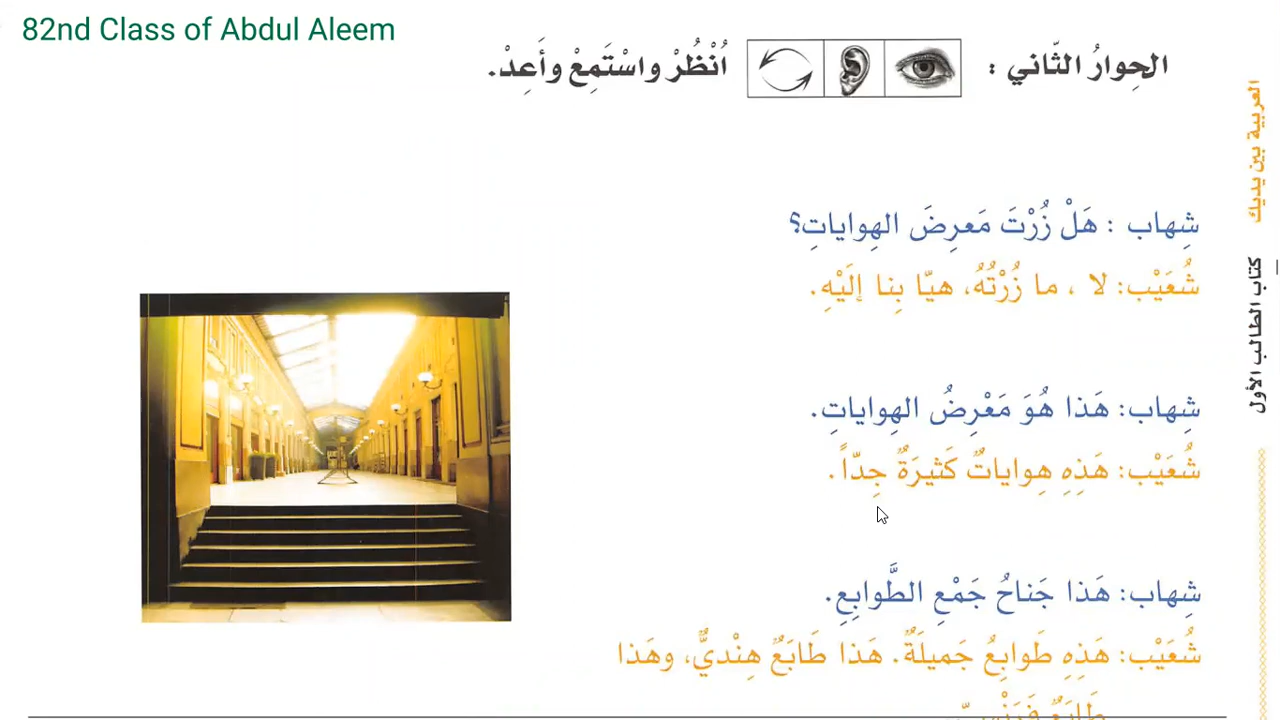 82nd Class of Abdul Aleem
الحِوارُ الثّاني : اُنْظُرْ واسْتَمِعْ وأَعِدْ.
شِهاب : هَلْ زُرْتَ مَعرِضَ الهِواياتِ؟
شُعَيْب: لا ، ما زُرْتُهُ، هيّا بِنا إلَيْهِ.
شِهاب: هَذا هُوَ مَعْرِضُ الهِواياتِ.
شُعَيْب: هَذِهِ هِواياتٌ كَثيرَةٌ جِدّاً.
شِهاب: هَذا جَناحُ جَمْعِ الطَّوابِعِ.
شُعَيْب: هَذِهِ طَوابِعُ جَميلَةٌ. هَذا طَابَعٌ هِنْديٌّ، وهَذا
العربية بين يديك
كتاب الطالب الأول